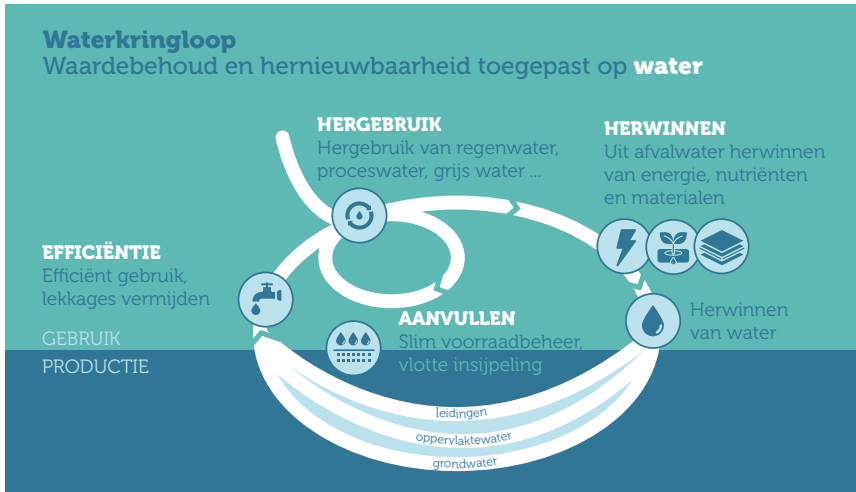 Waterkringloop
Waardebehoud en hernieuwbaarheid toegepast op water
HERGEBRUIK
Hergebruik van regenwater,
proceswater, grijs water ...
HERWINNEN
Uit afvalwater herwinnen
van energie, nutriënten
en materialen
EFFICIËNTIE
Efficiënt gebruik,
lekkages vermijden
Herwinnen
van water
AANVULLEN
Slim voorraadbeheer,
vlotte insijpeling
GEBRUIK
PRODUCTIE
leidingen
oppervlaktewater
grondwater